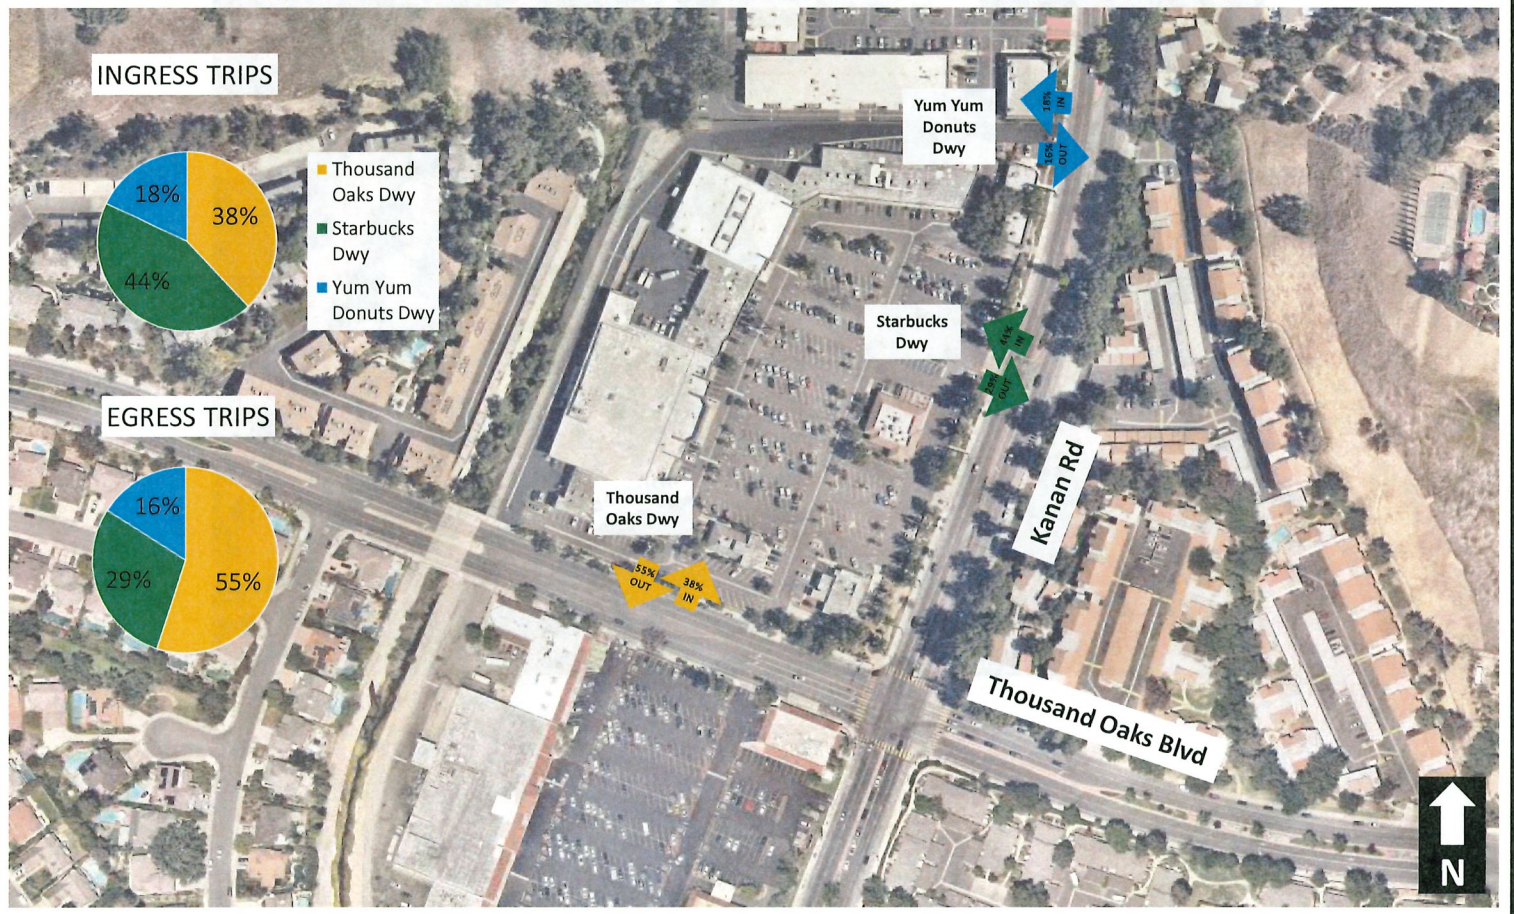 INGRESS TRIPS
18%
38%
44%
Thousand
Oaks Dwy
Starbucks
Dwy
Yum Yum
Donuts Dwy
EGRESS TRIPS
16%
29%
55%
Yum Yum
Donuts
Dwy
18%
IN
16%
OUT
Starbucks
Dwy
44%
IN
29%
OUT
Thousand
Oaks Dwy
55%
OUT
38%
IN
Kanan Rd
Thousand Oaks Blvd
N